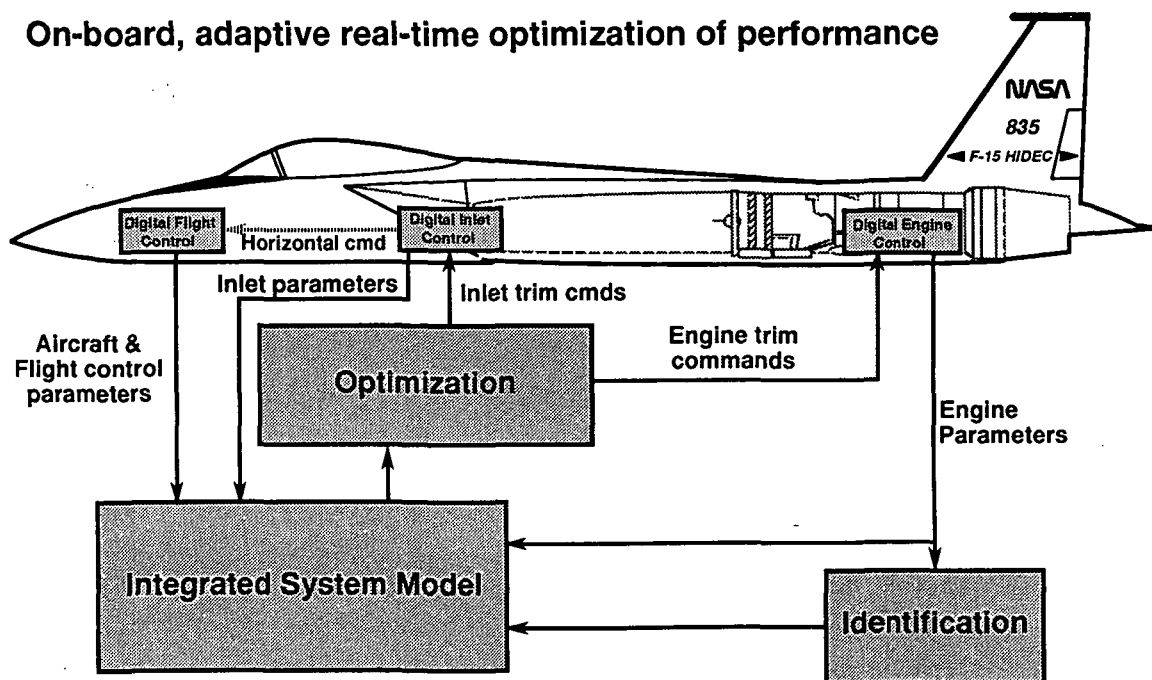 On-board, adaptive real-time optimization of performance
NASA
835
F-15 HIDEC
Digital Flight
Control
Horizontal cmd
Digital Inlet
Control
Digital Engine
Control
Inlet parameters
Inlet trim cmds
Aircraft &
Flight control
parameters
Optimization
Engine trim
commands
Engine
Parameters
Integrated System Model
Identification